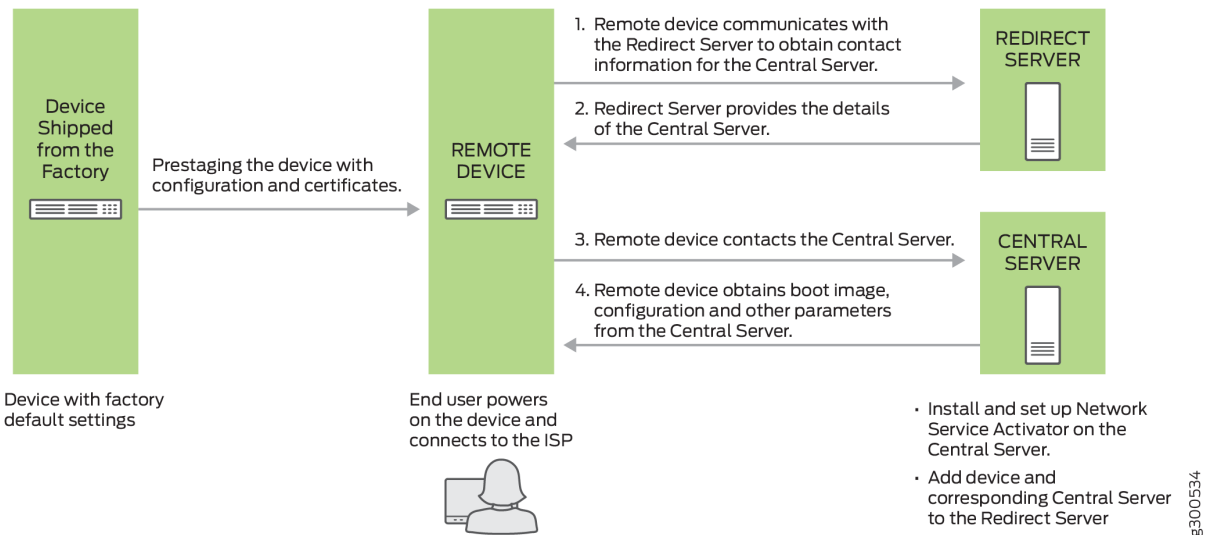 Device
Shipped
from the
Factory
Prestaging the device with
configuration and certificates.
REMOTE
DEVICE
1. Remote device communicates with
the Redirect Server to obtain contact
information for the Central Server.
2. Redirect Server provides the details
of the Central Server.
REDIRECT
SERVER
3. Remote device contacts the Central Server.
4. Remote device obtains boot image,
configuration and other parameters
from the Central Server.
CENTRAL
SERVER
Device with factory
default settings
End user powers
on the device and
connects to the ISP
• Install and set up Network
Service Activator on the
Central Server.
• Add device and
corresponding Central Server
to the Redirect Server
g300534